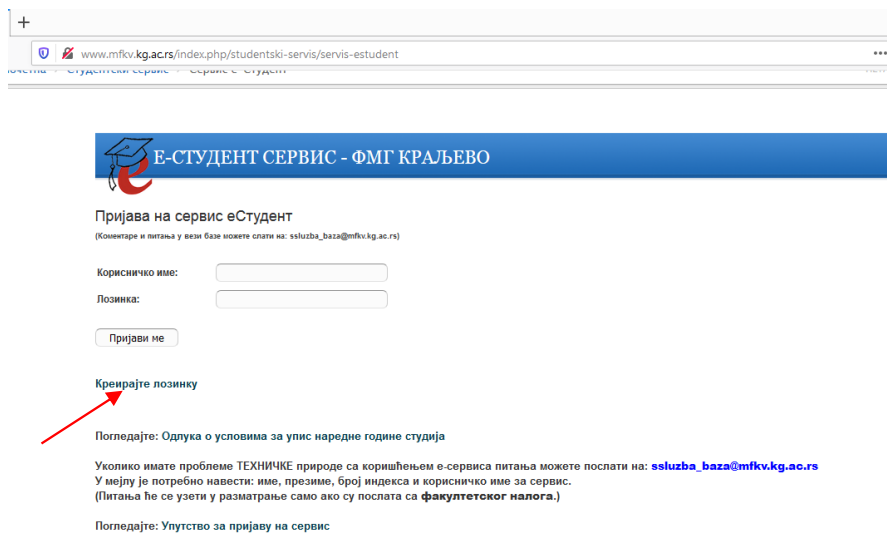 +
www.mfkv.kg.ac.rs/index.php/studentski-servis/servis-estudent
Студентски сервис
Сервис е-Студент
Е-СТУДЕНТ СЕРВИС - ФМГ КРАЉЕВО
Пријава на сервис еСтудент
(Коментаре и питања у вези базе можете слати на: ssluzba_baza@mfkv.kg.ac.rs)
Корисничко име:
Лозинка:
Пријави ме
Креирајте лозинку
Погледајте: Одлука о условима за упис наредне године студија
Уколико имате проблеме ТЕХНИЧКЕ природе са коришћењем е-сервиса питања можете послати на: ssluzba_baza@mfkv.kg.ac.rs
У мејлу је потребно навести: име, презиме, број индекса и корисничко име за сервис.
(Питања ће се узети у разматрање само ако су послата са факултетског налога.)
Погледајте: Упутство за пријаву на сервис